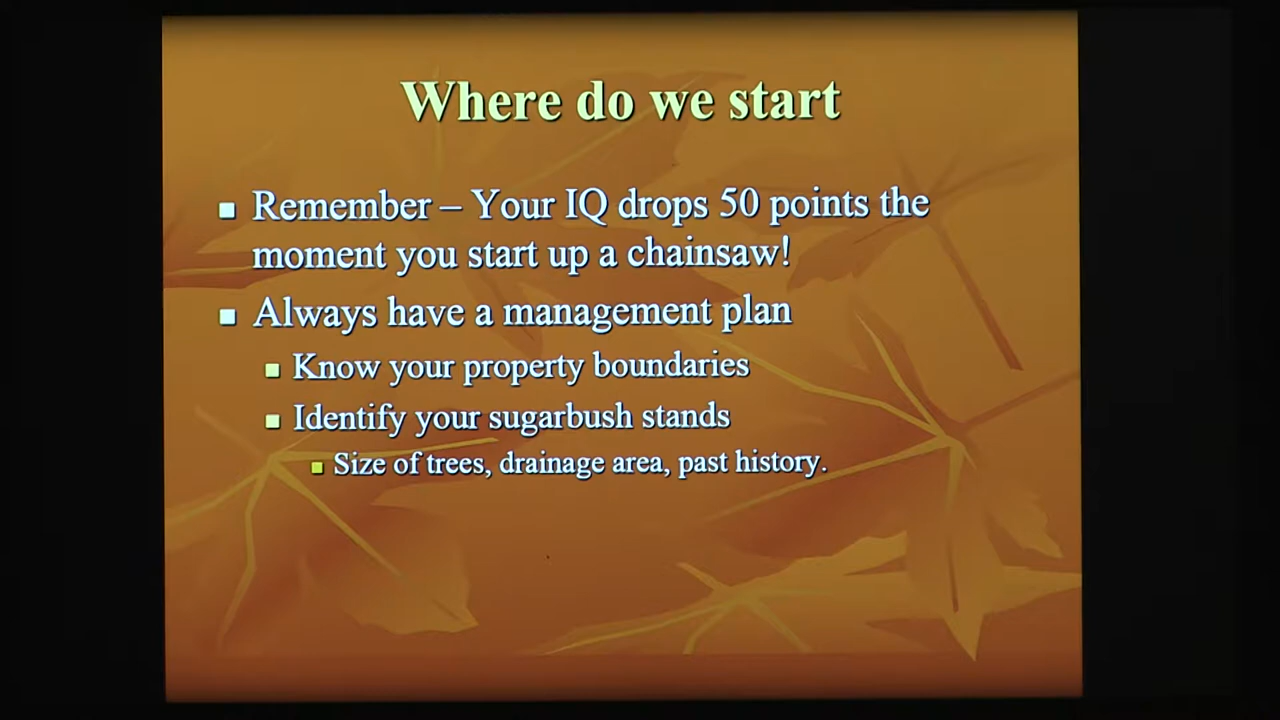 Where do we start
Remember – Your IQ drops 50 points the
moment you start up a chainsaw!
Always have a management plan
Know your property boundaries
Identify your sugarbush stands
Size of trees, drainage area, past history.